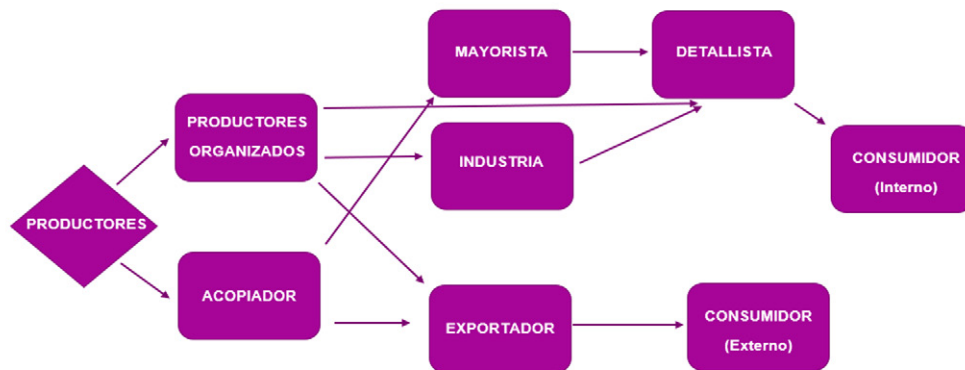 MAYORISTA
DETALLISTA
PRODUCTORES
ORGANIZADOS
INDUSTRIA
CONSUMIDOR
(Interno)
PRODUCTORES
ACOPIADOR
EXPORTADOR
CONSUMIDOR
(Externo)